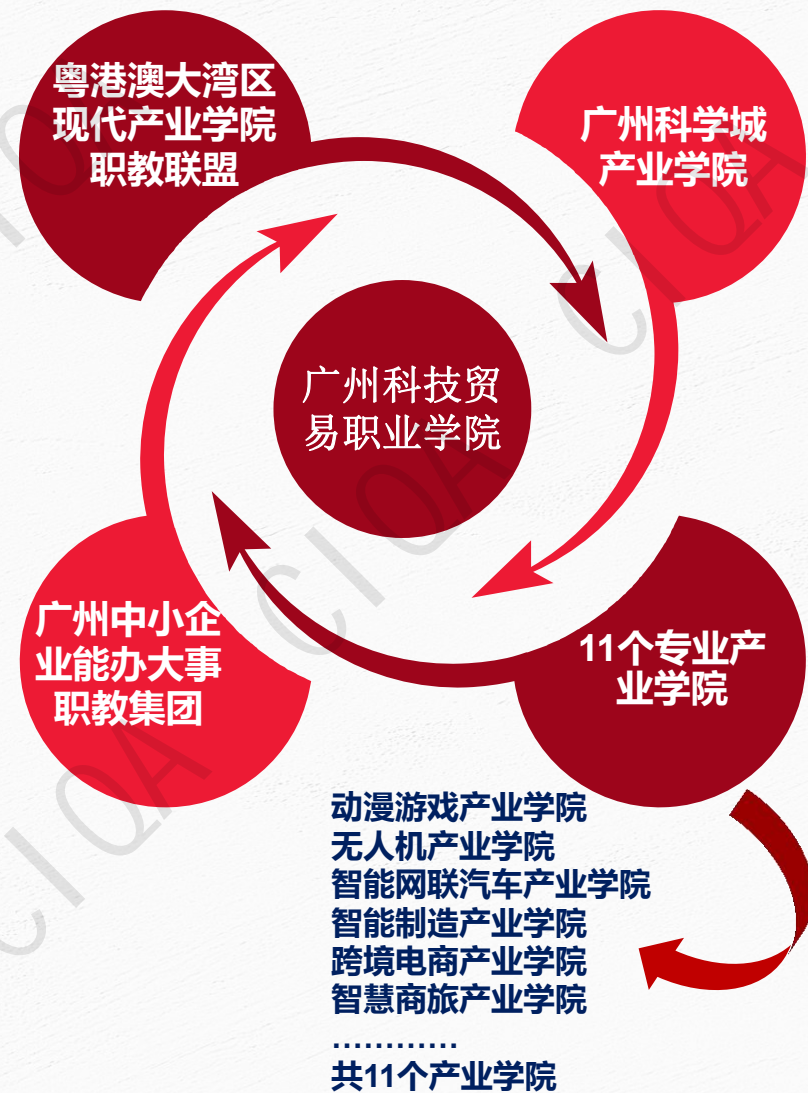 粤港澳大湾区
现代产业学院
职教联盟
广州科学城
产业学院
广州科技贸
易职业学院
广州中小企
业能办大事
职教集团
11个专业产
业学院
动漫游戏产业学院
无人机产业学院
智能网联汽车产业学院
智能制造产业学院
跨境电商产业学院
智慧商旅产业学院
…………
共11个产业学院
CIQA
CIQA
CIQA